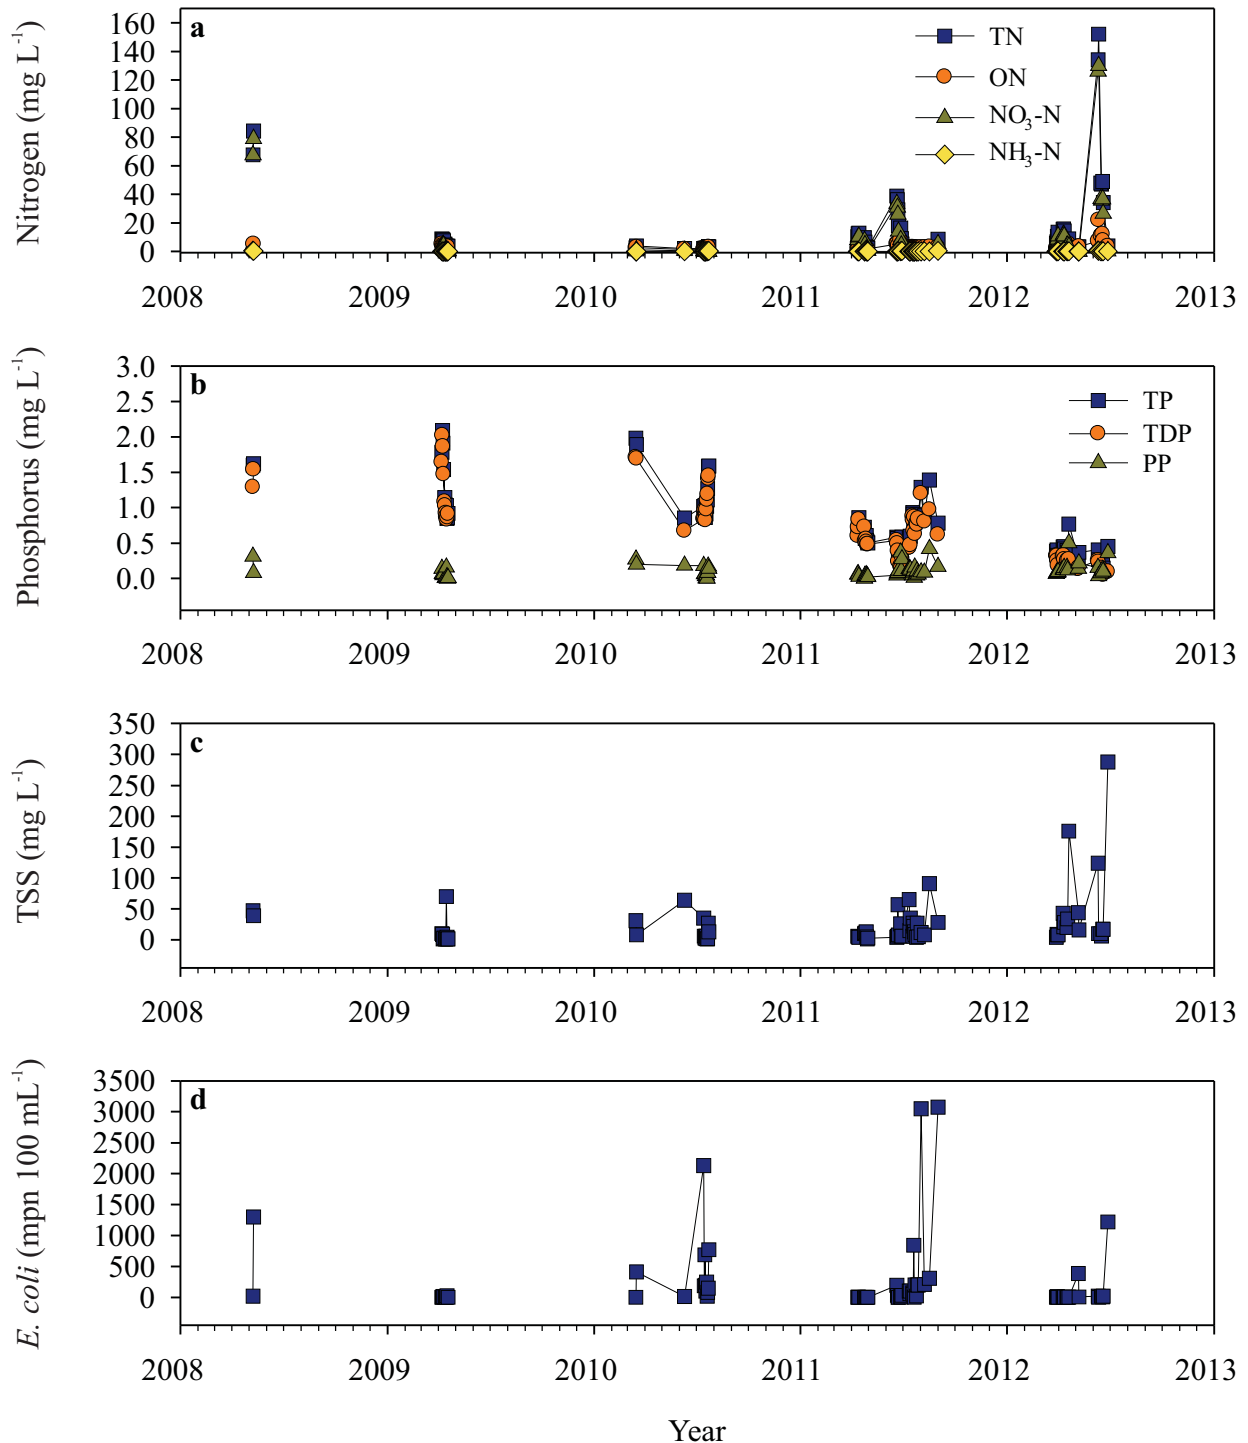 a
Nitrogen (mg L-1)
160
140
120
100
80
60
40
20
0
TN
ON
NO3-N
NH3-N
2008 2009 2010 2011 2012 2013
b
Phosphorus (mg L-1)
3.0
2.5
2.0
1.5
1.0
0.5
0.0
TP
TDP
PP
2008 2009 2010 2011 2012 2013
c
TSS (mg L-1)
350
300
250
200
150
100
50
0
2008 2009 2010 2011 2012 2013
d
E. coli (mpn 100 mL-1)
3500
3000
2500
2000
1500
1000
500
0
2008 2009 2010 2011 2012 2013
Year